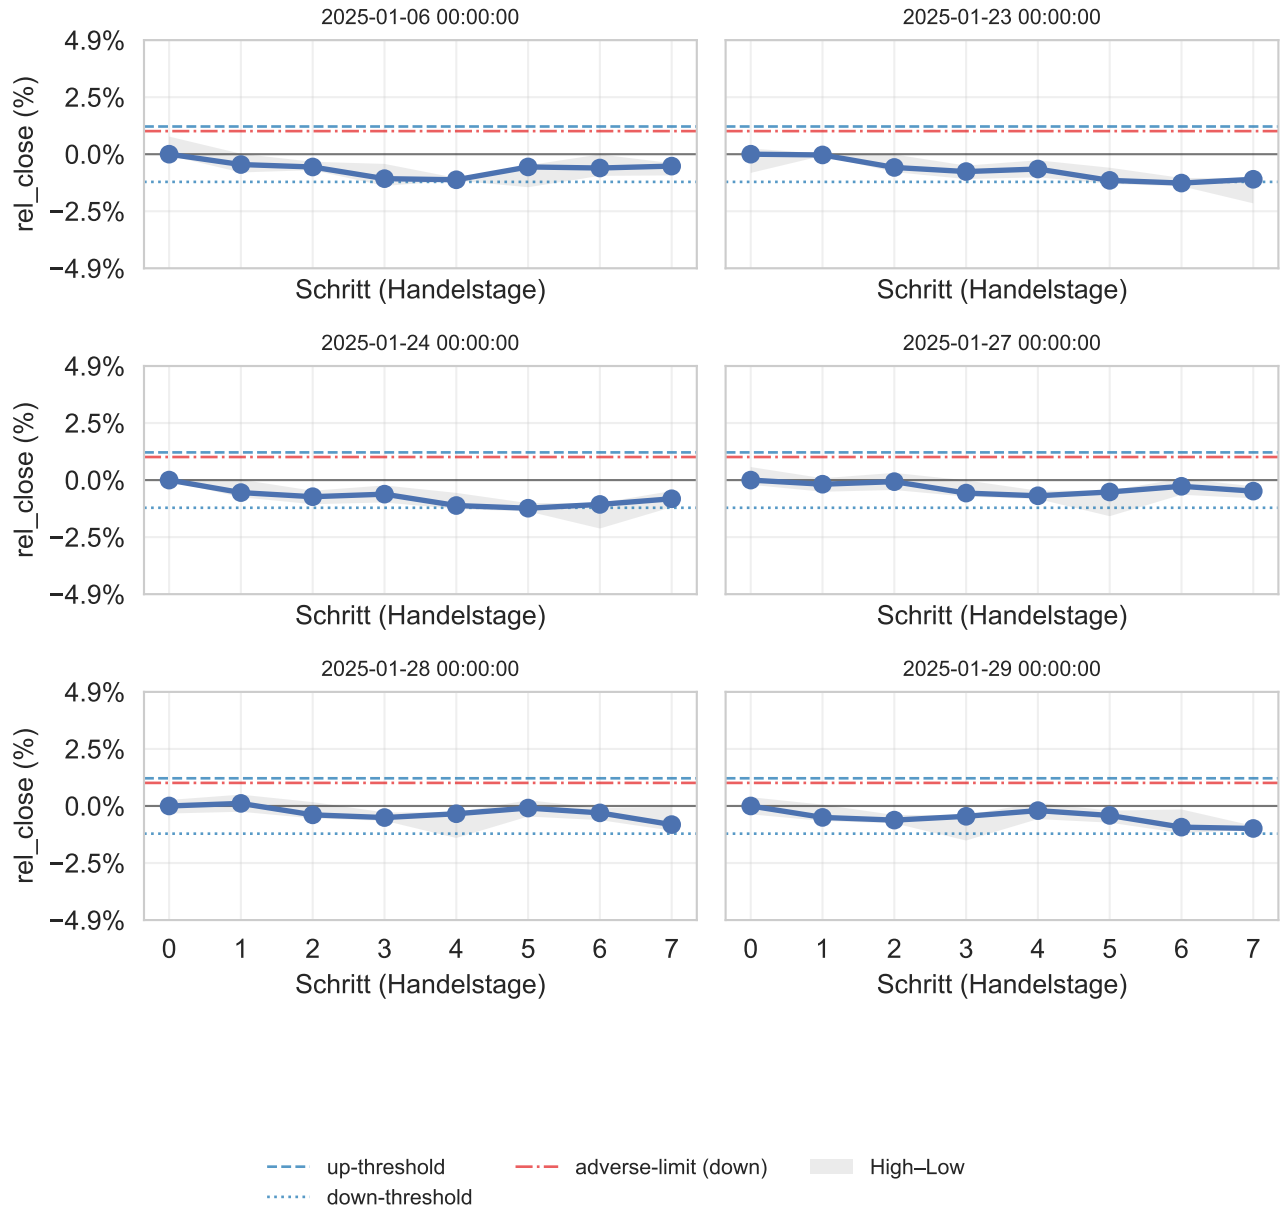 2025-01-06 00:00:00
2025-01-23 00:00:00
4.9%
2.5%
0.0%
−2.5%
−4.9%
rel_close (%)
Schritt (Handelstage)
Schritt (Handelstage)
2025-01-24 00:00:00
2025-01-27 00:00:00
4.9%
2.5%
0.0%
−2.5%
−4.9%
rel_close (%)
Schritt (Handelstage)
Schritt (Handelstage)
2025-01-28 00:00:00
2025-01-29 00:00:00
4.9%
2.5%
0.0%
−2.5%
−4.9%
rel_close (%)
0 1 2 3 4 5 6 7
0 1 2 3 4 5 6 7
Schritt (Handelstage)
Schritt (Handelstage)
up-threshold
adverse-limit (down)
High–Low
down-threshold